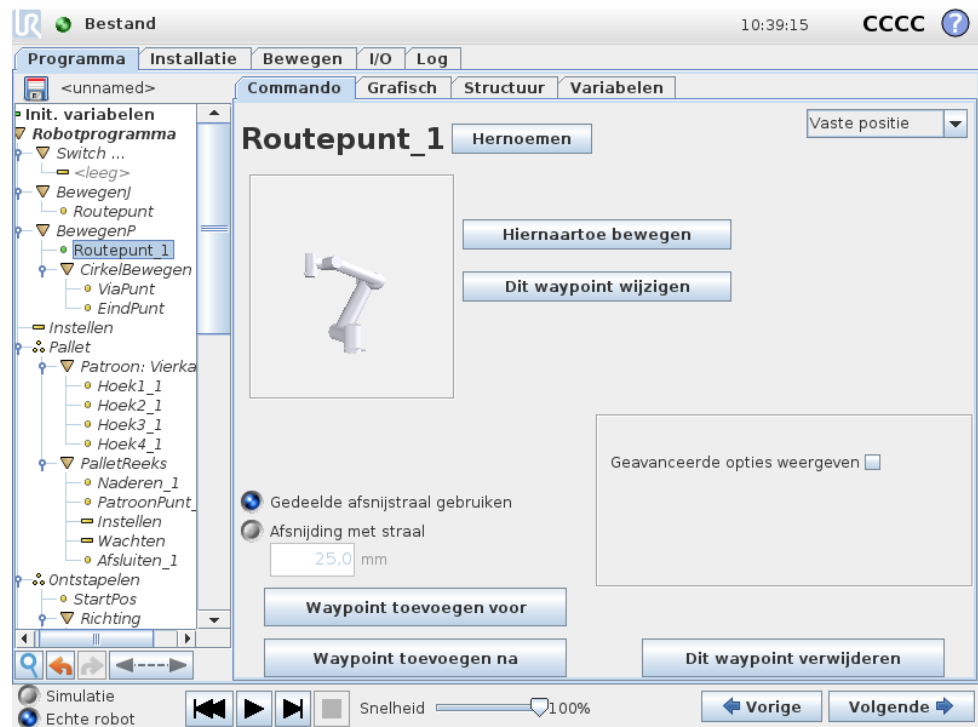 UR Bestand 10:39:15 CCCC ?
Programma Installatie Bewegen I/O Log
<unnamed>
Commando Grafisch Structuur Variabelen
Init. variabelen
Robotprogramma
Switch ...
<leeg>
BewegenJ
Routepunt
BewegenP
Routepunt_1
CirkelBewegen
ViaPunt
EindPunt
Instellen
Pallet
Patroon: Vierka
Hoek1_1
Hoek2_1
Hoek3_1
Hoek4_1
PalletReeks
Naderen_1
PatroonPunt_
Instellen
Wachten
Afsluiten_1
Ontstapelen
StartPos
Richting
Routepunt_1
Hernoemen
Vaste positie
Hiernaartoe bewegen
Dit waypoint wijzigen
Geavanceerde opties weergeven
Gedeelde afsnijstraal gebruiken
Afsnijding met straal
25,0 mm
Waypoint toevoegen voor
Waypoint toevoegen na
Dit waypoint verwijderen
Simulatie
Echte robot
Snelheid 100%
Vorige
Volgende